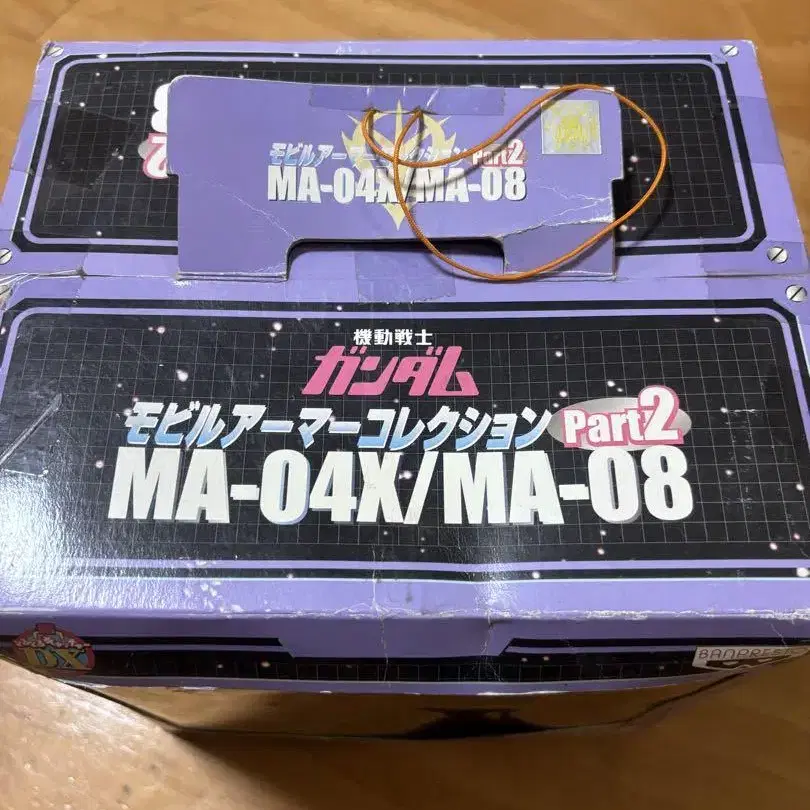 モビルアーマーコレクション Part2
MA-04X/MA-08
機動戦士
ガンダム
モビルアーマーコレクション Part2
MA-04X/MA-08
DX
BANPREST